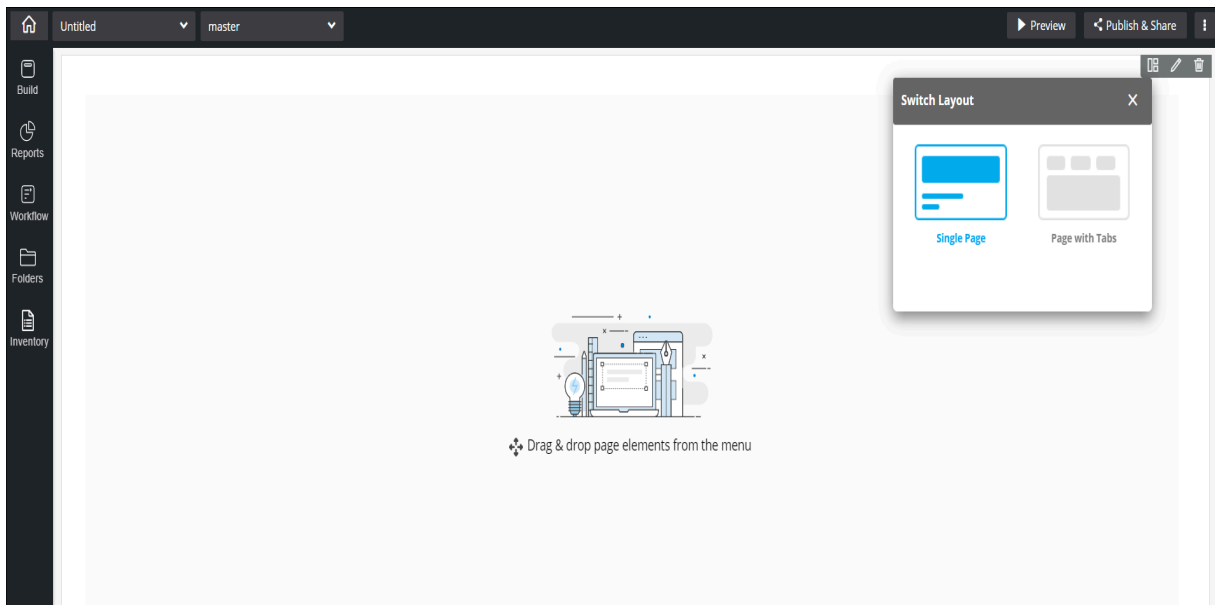 Untitled
master
Preview
Publish & Share
Build
Reports
Workflow
Folders
Inventory
Switch Layout
X
Single Page
Page with Tabs
Drag & drop page elements from the menu